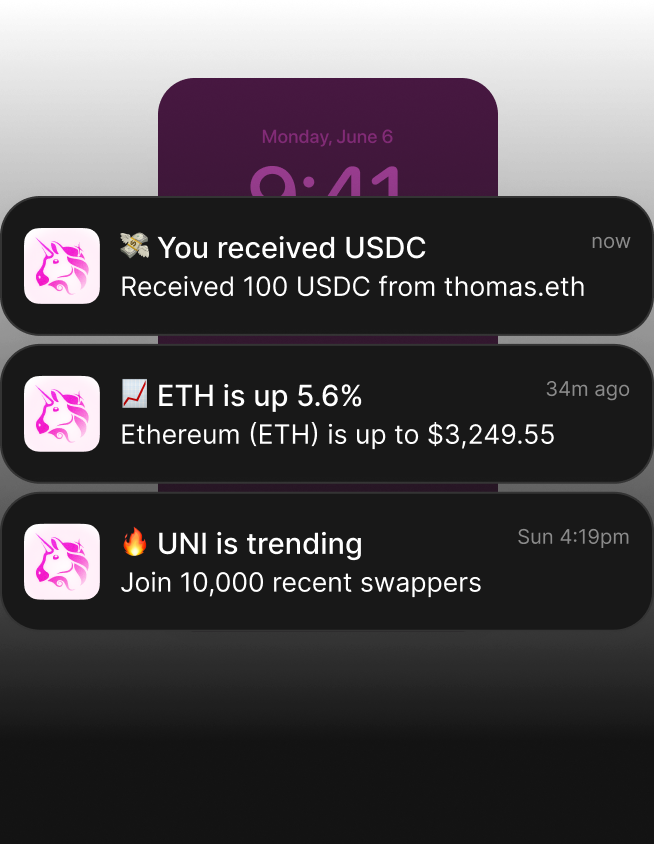 Monday, June 6
9:41
💸 You received USDC
now
Received 100 USDC from thomas.eth
📈 ETH is up 5.6%
34m ago
Ethereum (ETH) is up to $3,249.55
🔥 UNI is trending
Sun 4:19pm
Join 10,000 recent swappers